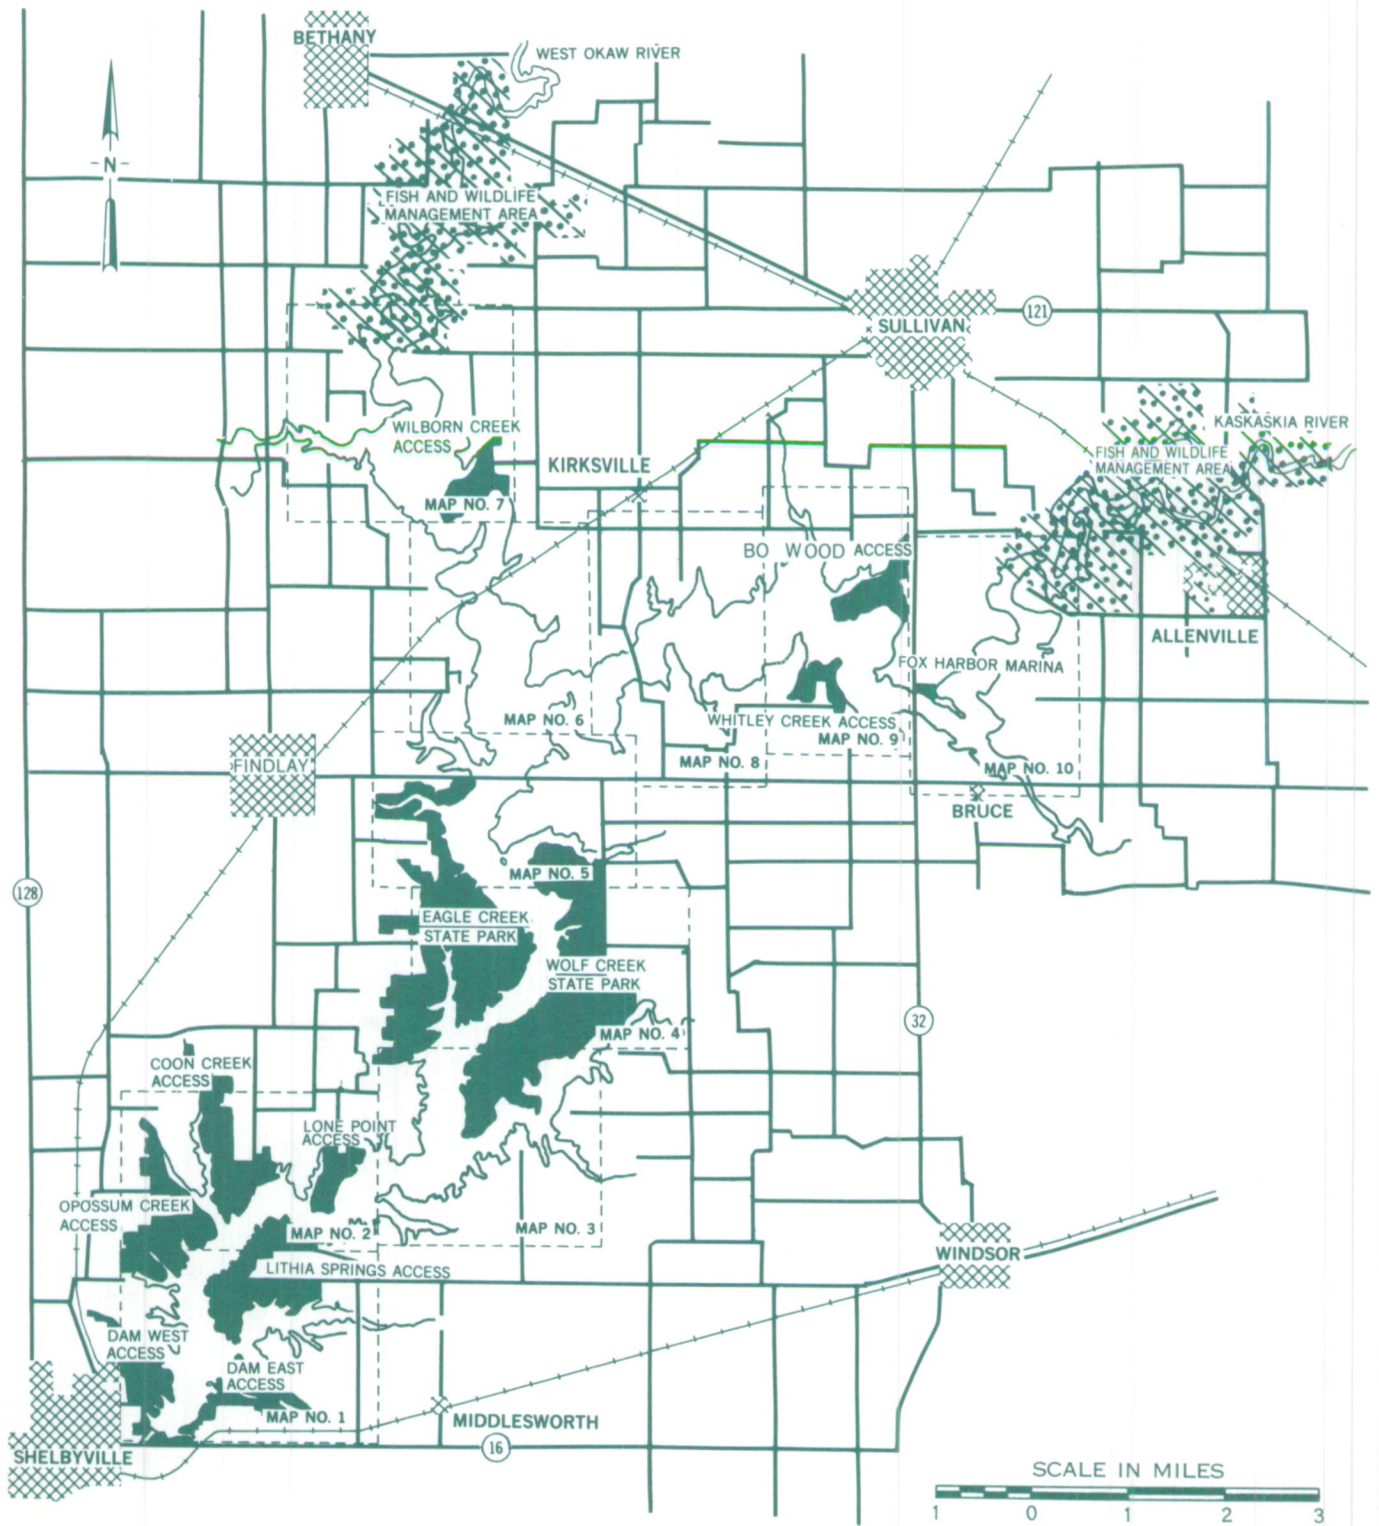 BETHANY
WEST OKAW RIVER
N
FISH AND WILDLIFE
MANAGEMENT AREA
121
SULLIVAN
KASKASKIA RIVER
WILBORN CREEK
ACCESS
FISH AND WILDLIFE
MANAGEMENT AREA
KIRKSVILLE
MAP NO. 7
BO WOOD ACCESS
ALLENVILLE
FOX HARBOR MARINA
MAP NO. 6
WHITLEY CREEK ACCESS
MAP NO. 9
FINDLAY
MAP NO. 8
MAP NO. 10
BRUCE
MAP NO. 5
128
EAGLE CREEK
STATE PARK
WOLF CREEK
STATE PARK
MAP NO. 4
32
COON CREEK
ACCESS
LONE POINT
ACCESS
OPOSSUM CREEK
ACCESS
MAP NO. 2
MAP NO. 3
WINDSOR
LITHIA SPRINGS ACCESS
DAM WEST
ACCESS
DAM EAST
ACCESS
MAP NO. 1
MIDDLESWORTH
16
SHELBYVILLE
SCALE IN MILES
1 0 1 2 3